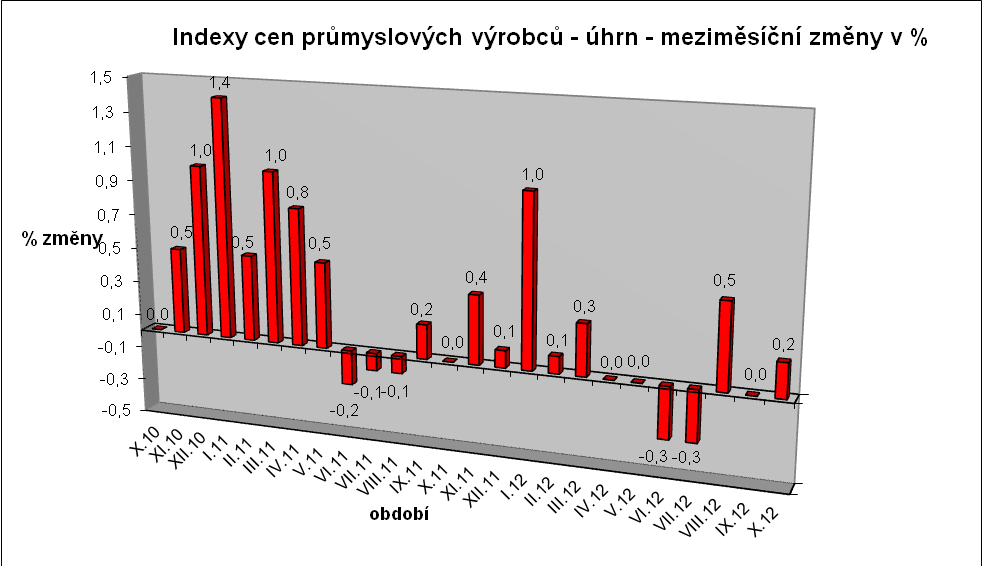 Indexy cen průmyslových výrobců - úhrn - meziměsíční změny v %
% změny
1,5
1,3
1,1
0,9
0,7
0,5
0,3
0,1
-0,1
-0,3
-0,5
0,0
0,5
1,0
1,4
0,5
1,0
0,8
0,5
-0,2
-0,1
-0,1
0,2
0,0
0,4
0,1
1,0
0,1
0,3
0,0
0,0
-0,3
-0,3
0,5
0,0
0,2
X.10
XI.10
XII.10
I.11
II.11
III.11
IV.11
V.11
VI.11
VII.11
VIII.11
IX.11
X.11
XI.11
XII.11
I.12
II.12
III.12
IV.12
V.12
VI.12
VII.12
VIII.12
IX.12
X.12
období